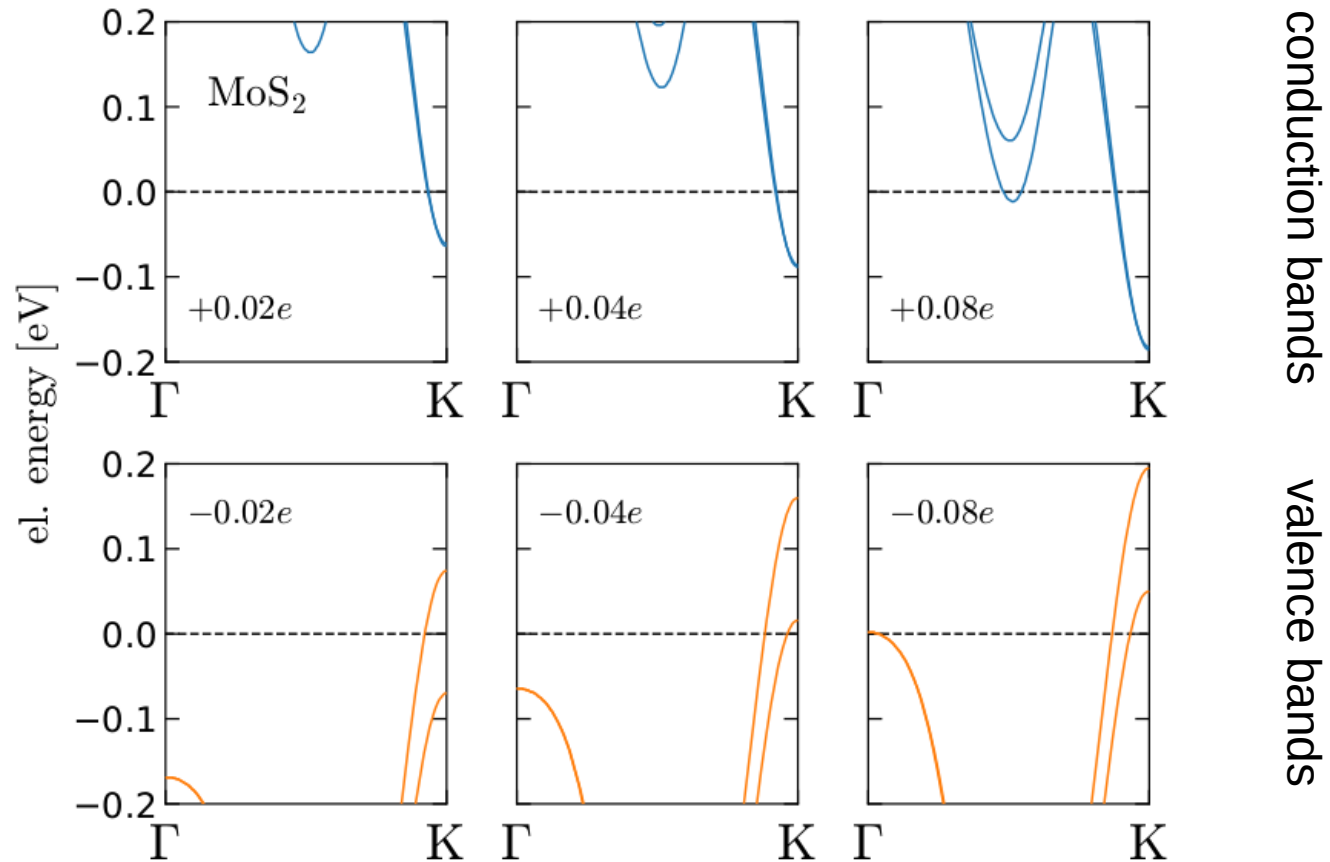 el. energy [eV]
0.2
0.1
0.0
−0.1
−0.2
MoS₂
+0.02e
Γ
K
+0.04e
Γ
K
+0.08e
Γ
K
conduction bands
0.2
0.1
0.0
−0.1
−0.2
−0.02e
Γ
K
−0.04e
Γ
K
−0.08e
Γ
K
valence bands